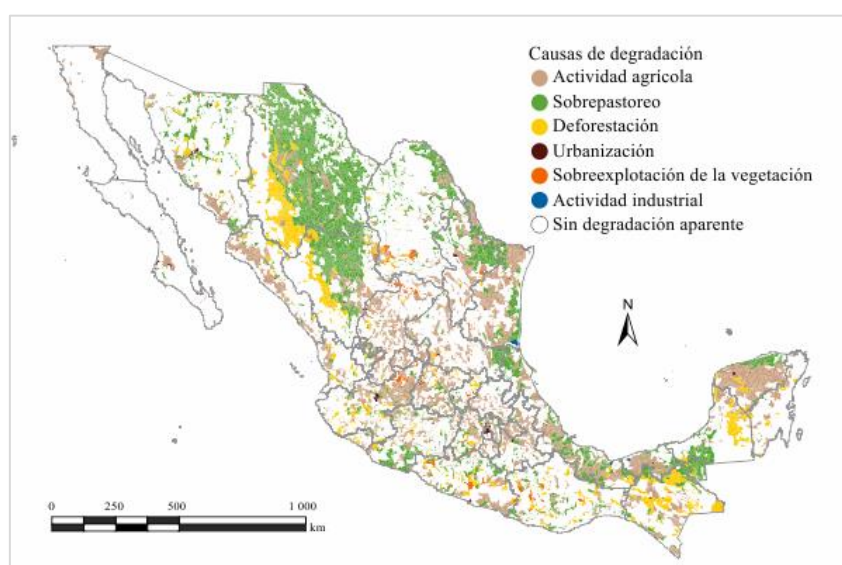 Causas de degradación
Actividad agrícola
Sobrepastoreo
Deforestación
Urbanización
Sobreexplotación de la vegetación
Actividad industrial
Sin degradación aparente
N
0 250 500 1 000
km